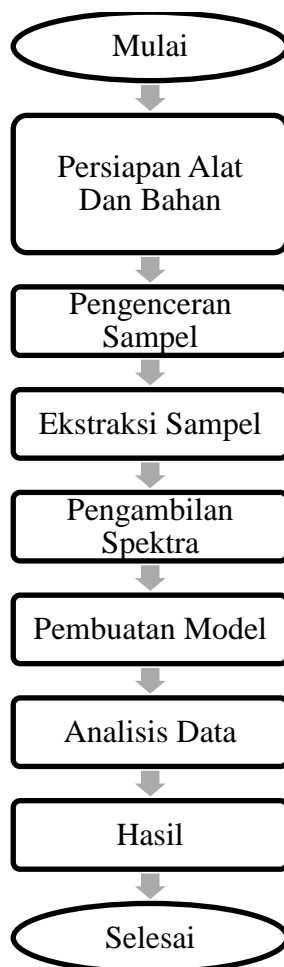 Mulai
Persiapan Alat
Dan Bahan
Pengenceran
Sampel
Ekstraksi Sampel
Pengambilan
Spektra
Pembuatan Model
Analisis Data
Hasil
Selesai